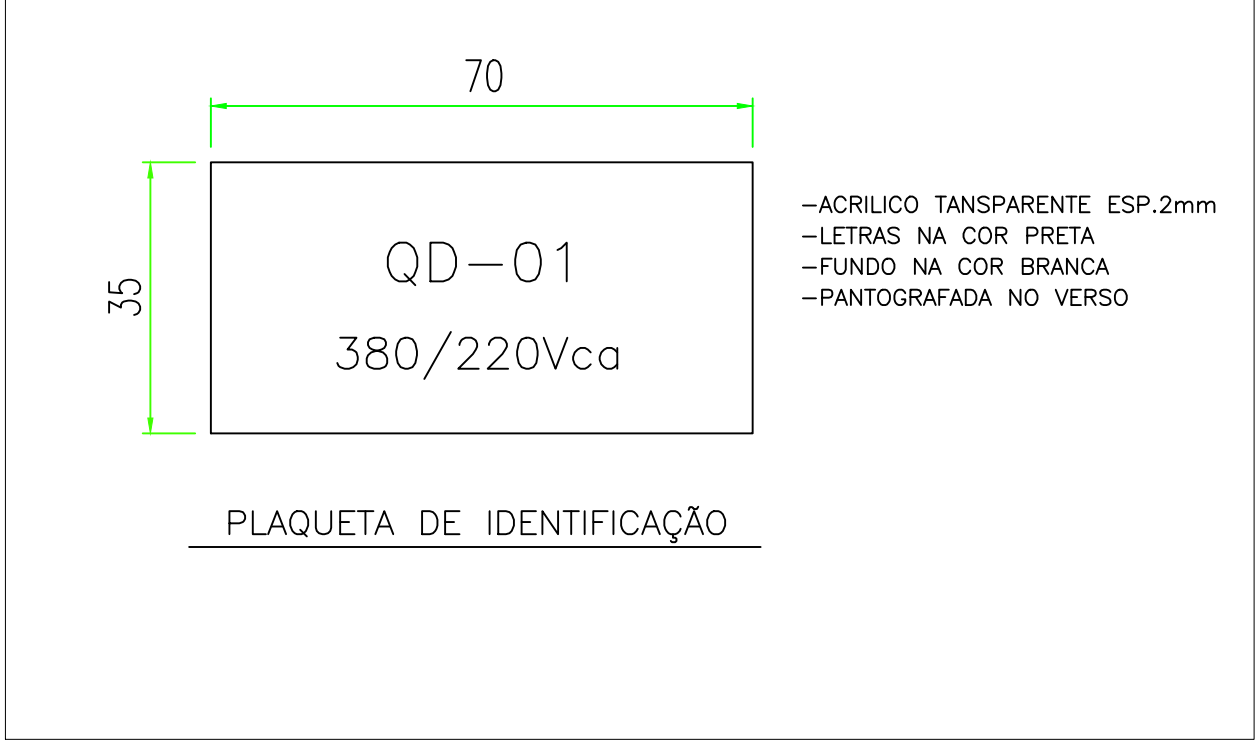 70
35
QD-01
380/220Vca
-ACRILICO TANSPARENTE ESP.2mm
-LETRAS NA COR PRETA
-FUNDO NA COR BRANCA
-PANTOGRAFADA NO VERSO
PLAQUETA DE IDENTIFICAÇÃO